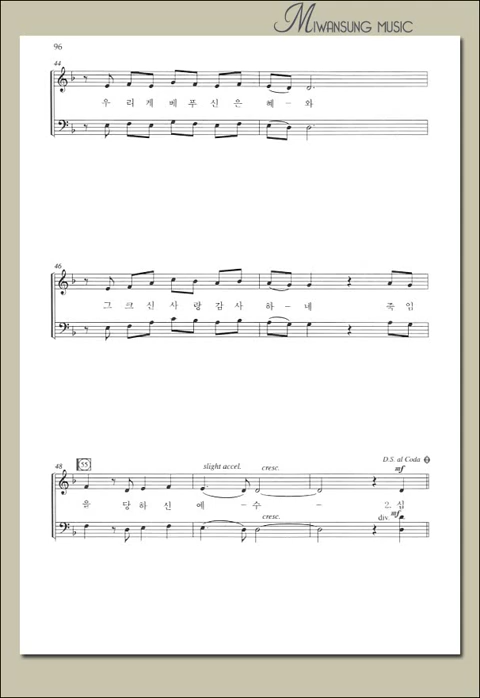 MIWANSUNG MUSIC
96
44
우 리 게 베 푸 신 은 혜 - 와
46
그 크 신 사 랑 감 사 하 - 네 죽 임
48 55 slight accel. cresc. D.S. al Coda
mf
을 당 하 신 예 - 수 - 2. 십
cresc. div. mf